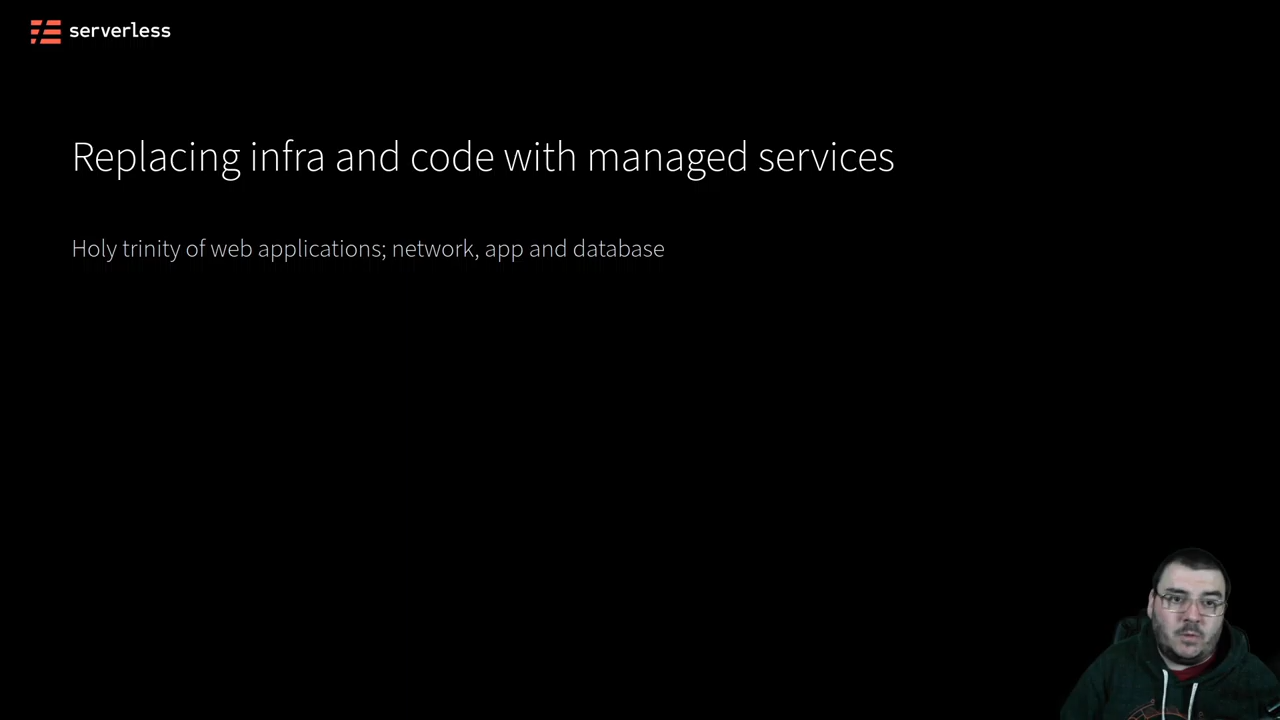 serverless
Replacing infra and code with managed services
Holy trinity of web applications; network, app and database